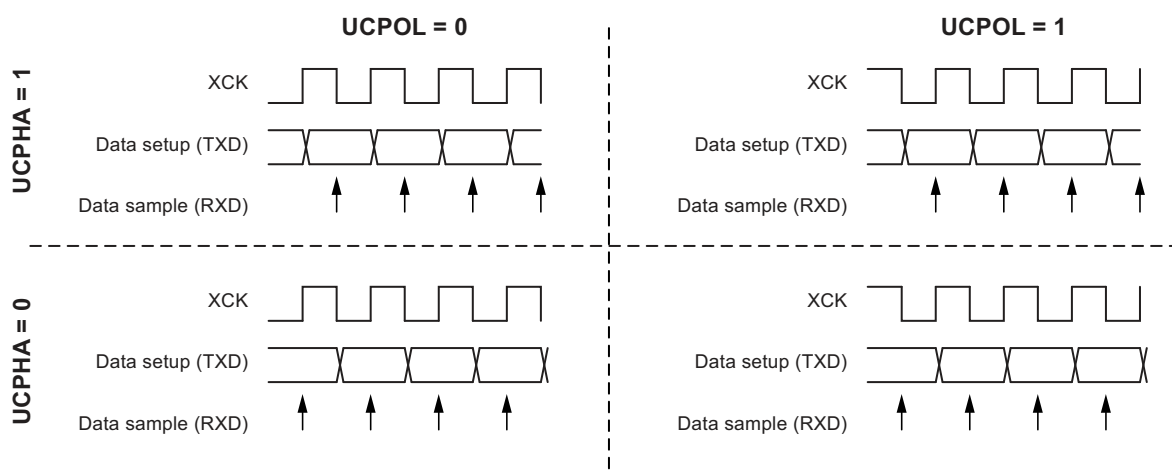 UCPOL = 0
UCPOL = 1
UCPHA = 1
XCK
Data setup (TXD)
Data sample (RXD)
XCK
Data setup (TXD)
Data sample (RXD)
UCPHA = 0
XCK
Data setup (TXD)
Data sample (RXD)
XCK
Data setup (TXD)
Data sample (RXD)